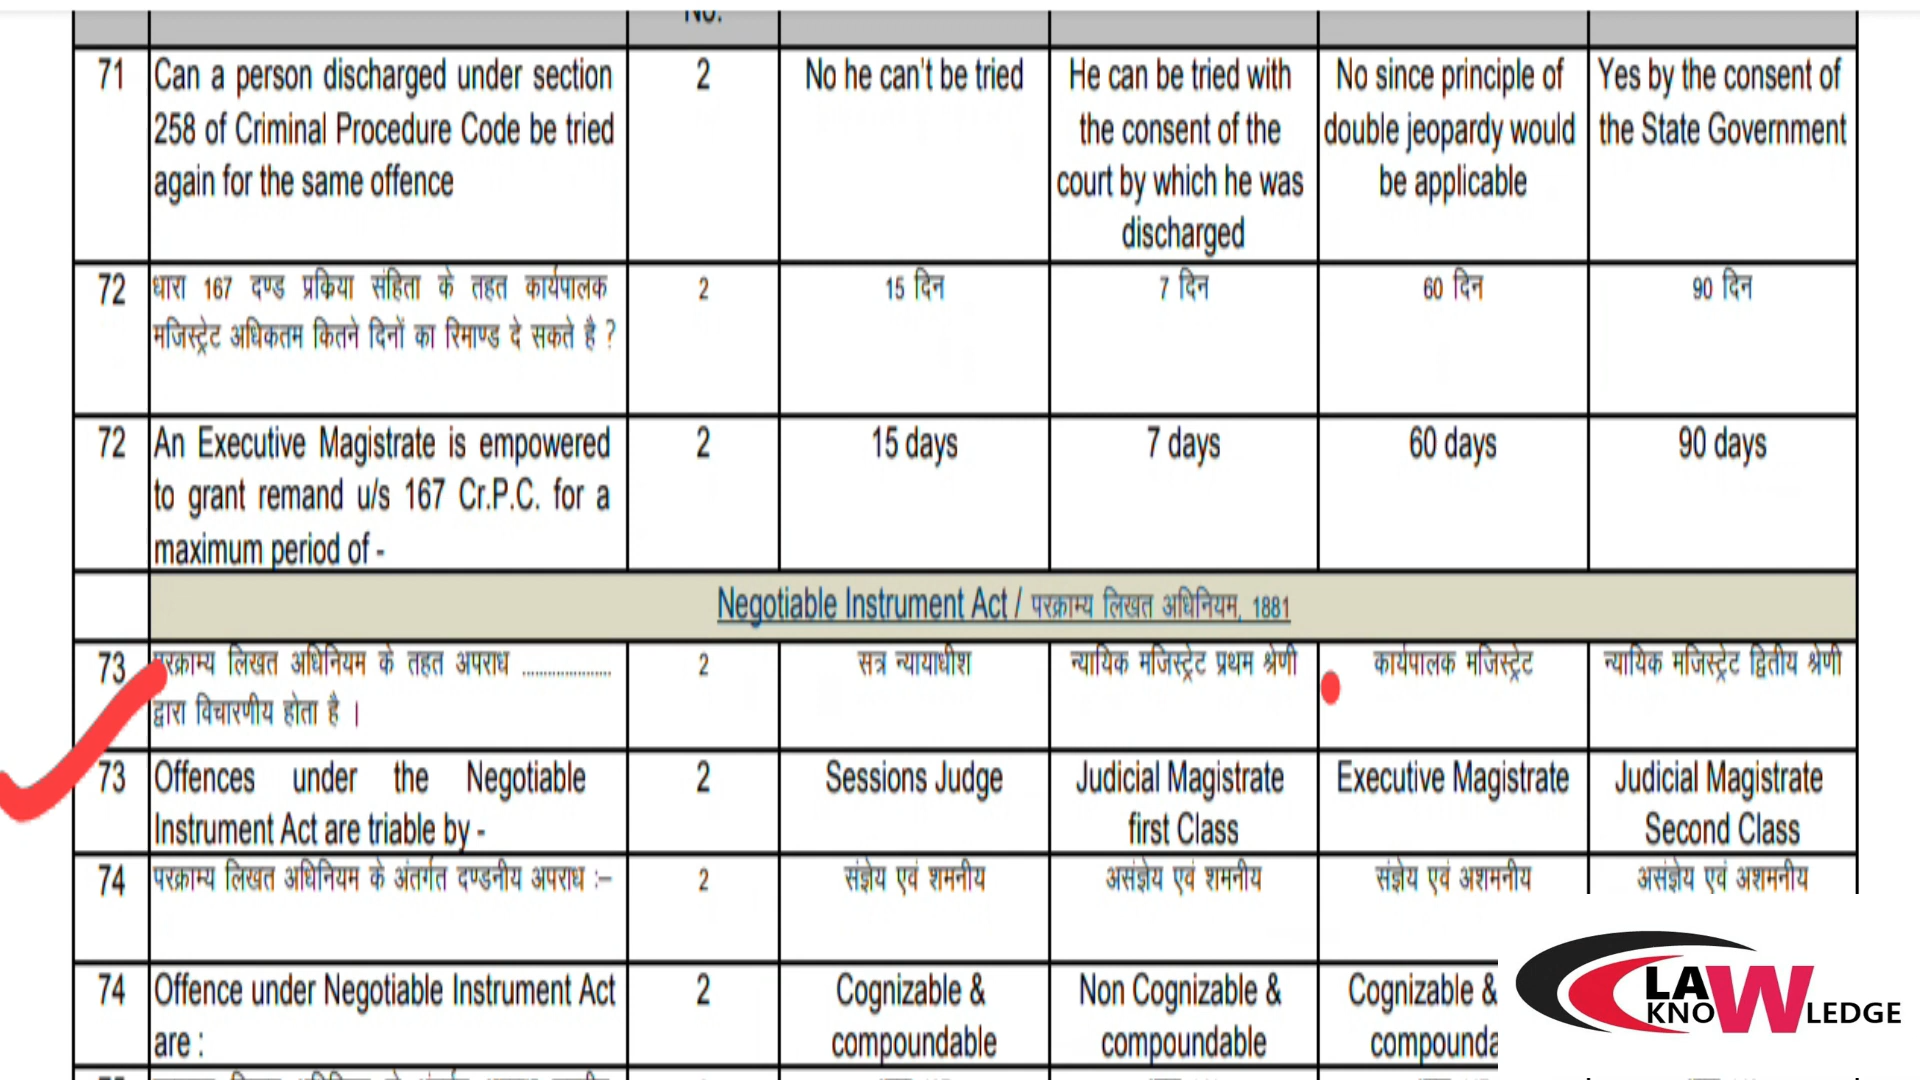 No.
71 Can a person discharged under section 2 No he can't be tried He can be tried with No since principle of Yes by the consent of
258 of Criminal Procedure Code be tried the consent of the double jeopardy would the State Government
again for the same offence court by which he was be applicable
discharged
72 धारा 167 दण्ड प्रक्रिया संहिता के तहत कार्यपालक 2 15 दिन 7 दिन 60 दिन 90 दिन
मजिस्ट्रेट अधिकतम कितने दिनों का रिमाण्ड दे सकते है ?
72 An Executive Magistrate is empowered 2 15 days 7 days 60 days 90 days
to grant remand u/s 167 Cr.P.C. for a
maximum period of -
Negotiable Instrument Act / परक्राम्य लिखत अधिनियम, 1881
73 परक्राम्य लिखत अधिनियम के तहत अपराध ..................... 2 सत्र न्यायाधीश न्यायिक मजिस्ट्रेट प्रथम श्रेणी कार्यपालक मजिस्ट्रेट न्यायिक मजिस्ट्रेट द्वितीय श्रेणी
द्वारा विचारणीय होता है ।
73 Offences under the Negotiable 2 Sessions Judge Judicial Magistrate Executive Magistrate Judicial Magistrate
Instrument Act are triable by - first Class Second Class
74 परक्राम्य लिखत अधिनियम के अंतर्गत दण्डनीय अपराध :– 2 संज्ञेय एवं शमनीय असंज्ञेय एवं शमनीय संज्ञेय एवं अशमनीय असंज्ञेय एवं अशमनीय
74 Offence under Negotiable Instrument Act 2 Cognizable & Non Cognizable & Cognizable &
are : compoundable compoundable compounda
LAW
KNOWLEDGE